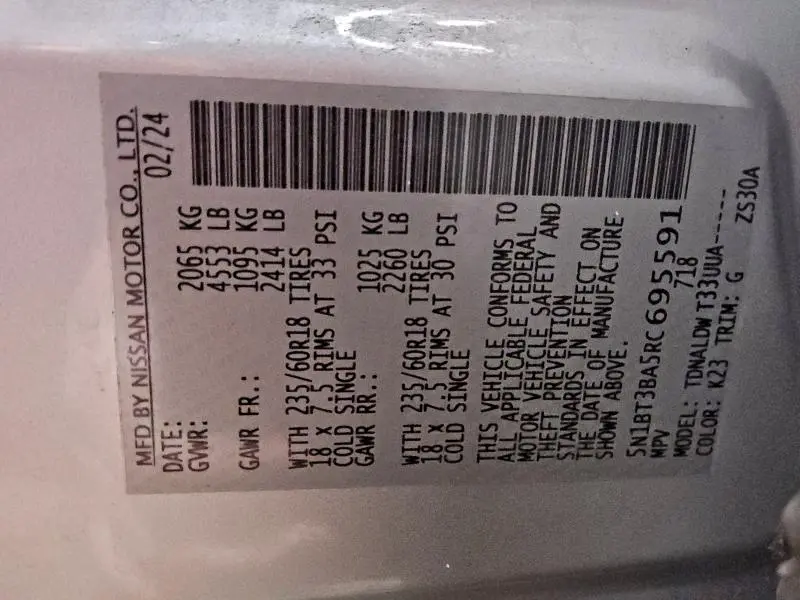 MFD BY NISSAN MOTOR CO., LTD.
DATE: 02/24
GVWR: 2065 KG
4553 LB
GAWR FR.: 1095 KG
2414 LB
WITH 235/60R18 TIRES
18 X 7.5 RIMS AT 33 PSI
COLD SINGLE
GAWR RR.: 1025 KG
2260 LB
WITH 235/60R18 TIRES
18 X 7.5 RIMS AT 30 PSI
COLD SINGLE
THIS VEHICLE CONFORMS TO
ALL APPLICABLE FEDERAL
MOTOR VEHICLE SAFETY AND
THEFT PREVENTION
STANDARDS IN EFFECT ON
THE DATE OF MANUFACTURE
SHOWN ABOVE.
5N1BT3BA5RC695591
MPV 718
MODEL: TDNALDW T33UUA-----
COLOR: K23 TRIM: G ZS30A